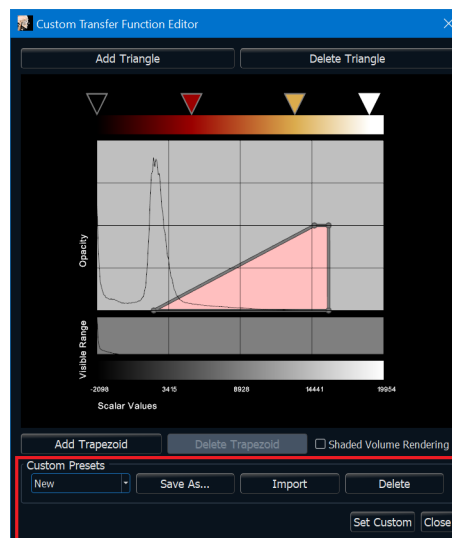 Custom Transfer Function Editor
Add Triangle Delete Triangle
Opacity
Visible Range
-2098 3415 8928 14441 19954
Scalar Values
Add Trapezoid Delete Trapezoid Shaded Volume Rendering
Custom Presets
New Save As... Import Delete
Set Custom Close